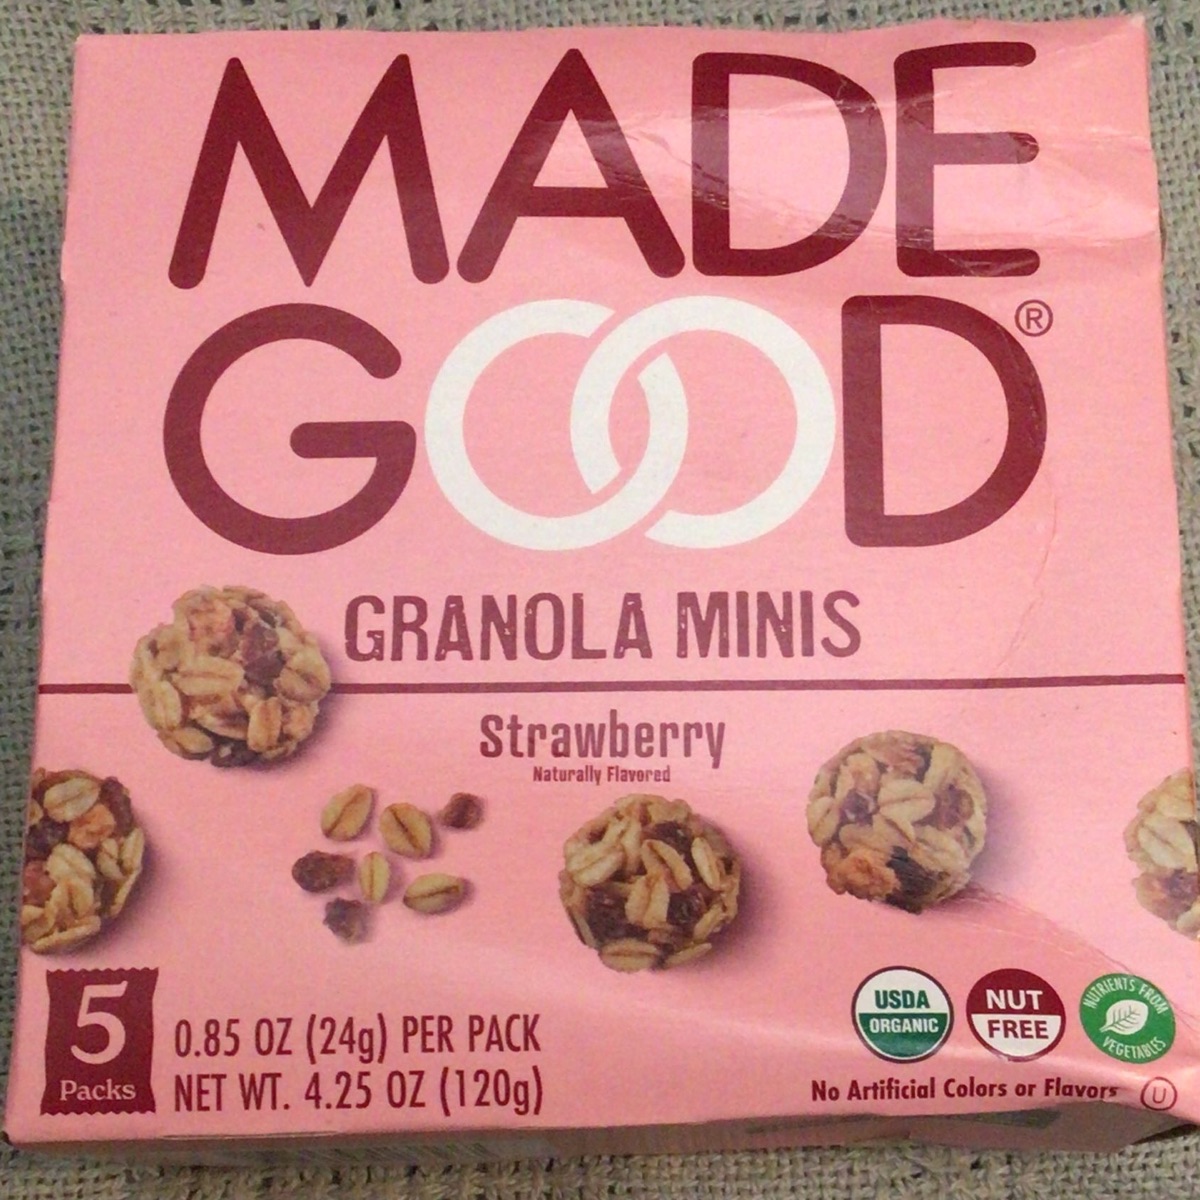 MADE
GOOD®
GRANOLA MINIS
Strawberry
Naturally Flavored
5
Packs
0.85 OZ (24g) PER PACK
NET WT. 4.25 OZ (120g)
USDA
ORGANIC
NUT
FREE
NUTRIENTS FROM
VEGETABLES
No Artificial Colors or Flavors
U